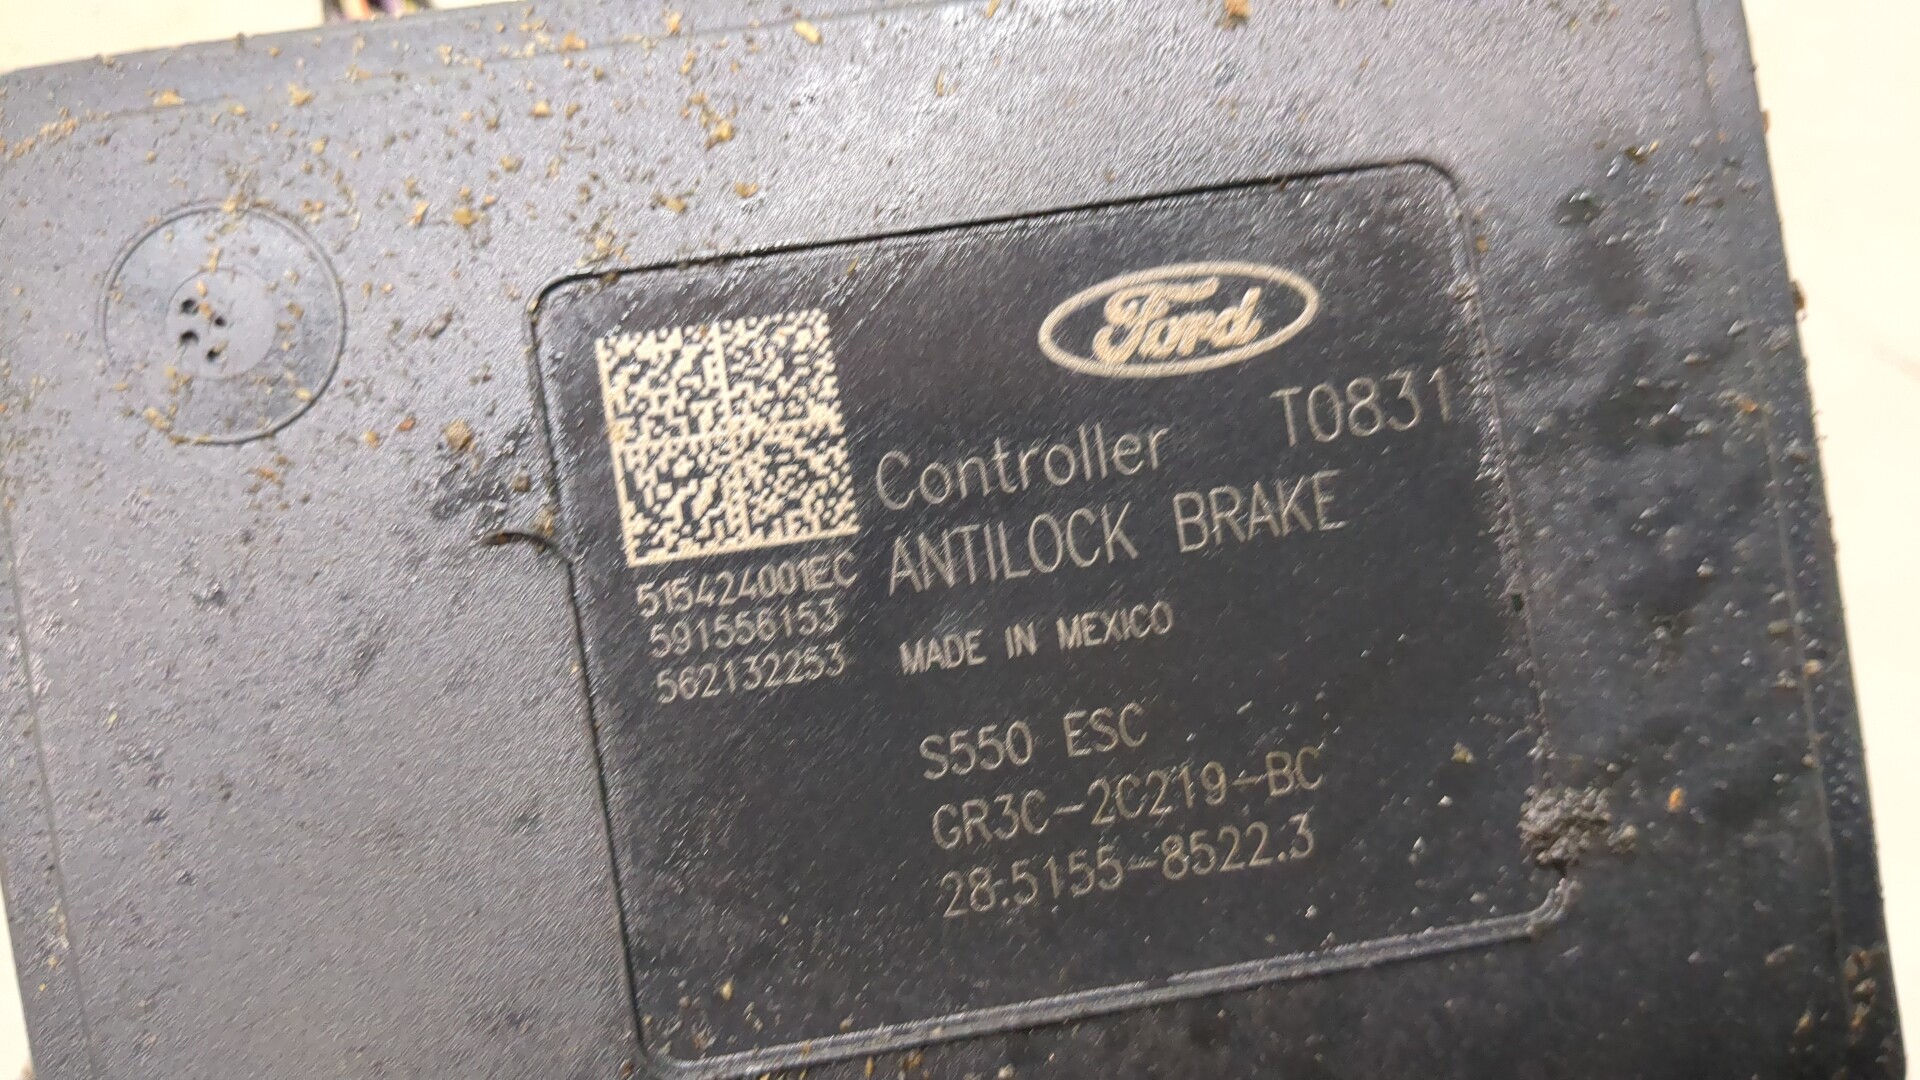 Ford
Controller T0831
ANTILOCK BRAKE
515424001EC
591556153
562132253
MADE IN MEXICO
S550 ESC
GR3C-2C219-BC
28.5155-8522.3